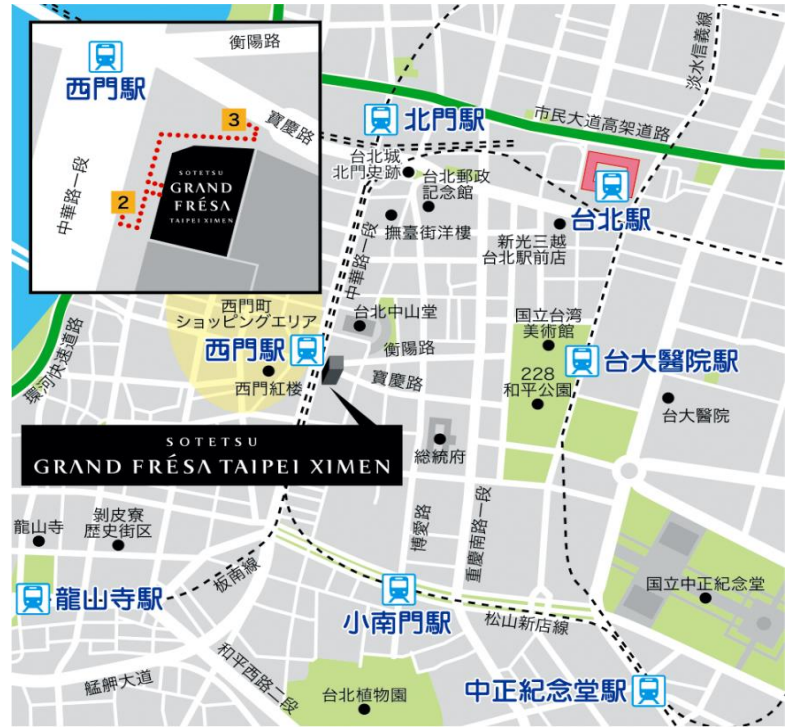 衡陽路
西門駅
3
寶慶路
SOTETSU
GRAND
FRÉSA
TAIPEI XIMEN
2
中華路一段
淡水信義線
市民大道高架道路
北門駅
台北城
北門史跡
台北郵政
記念館
台北駅
撫臺街洋樓
新光三越
台北駅前店
中華路一段
西門町
ショッピングエリア
台北中山堂
国立台湾
美術館
西門駅
衡陽路
台大醫院駅
環河快速道路
西門紅楼
寶慶路
228
和平公園
台大醫院
SOTETSU
GRAND FRÉSA TAIPEI XIMEN
総統府
博愛路
重慶南路一段
龍山寺
剝皮寮
歴史街区
板南線
国立中正紀念堂
龍山寺駅
小南門駅
松山新店線
和平西路二段
艋舺大道
台北植物園
中正紀念堂駅